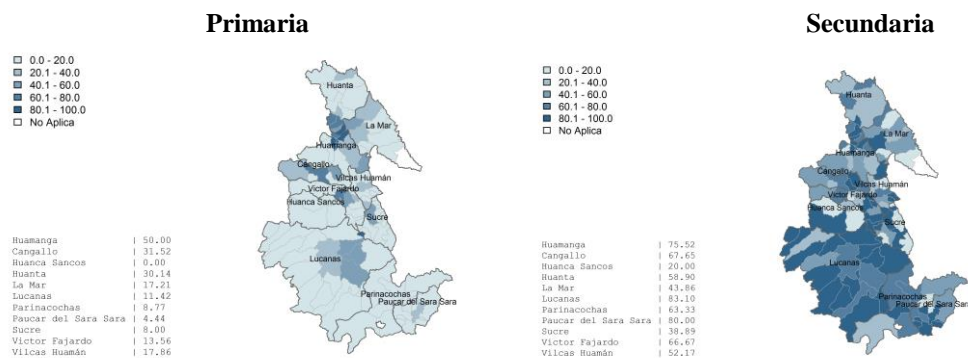 Primaria
0.0 - 20.0
20.1 - 40.0
40.1 - 60.0
60.1 - 80.0
80.1 - 100.0
No Aplica
Huanta
La Mar
Huamanga
Cangallo
Vilcas Huamán
Victor Fajardo
Huanca Sancos
Sucre
Lucanas
Parinacochas
Paucar del Sara Sara
Huamanga | 50.00
Cangallo | 31.52
Huanca Sancos | 0.00
Huanta | 30.14
La Mar | 17.21
Lucanas | 11.42
Parinacochas | 8.77
Paucar del Sara Sara | 4.44
Sucre | 8.00
Victor Fajardo | 13.56
Vilcas Huamán | 17.86
Secundaria
0.0 - 20.0
20.1 - 40.0
40.1 - 60.0
60.1 - 80.0
80.1 - 100.0
No Aplica
Huanta
La Mar
Huamanga
Cangallo
Vilcas Huamán
Victor Fajardo
Huanca Sancos
Sucre
Lucanas
Parinacochas
Paucar del Sara Sara
Huamanga | 75.52
Cangallo | 67.65
Huanca Sancos | 20.00
Huanta | 58.90
La Mar | 43.86
Lucanas | 83.10
Parinacochas | 63.33
Paucar del Sara Sara | 80.00
Sucre | 38.89
Victor Fajardo | 66.67
Vilcas Huamán | 52.17